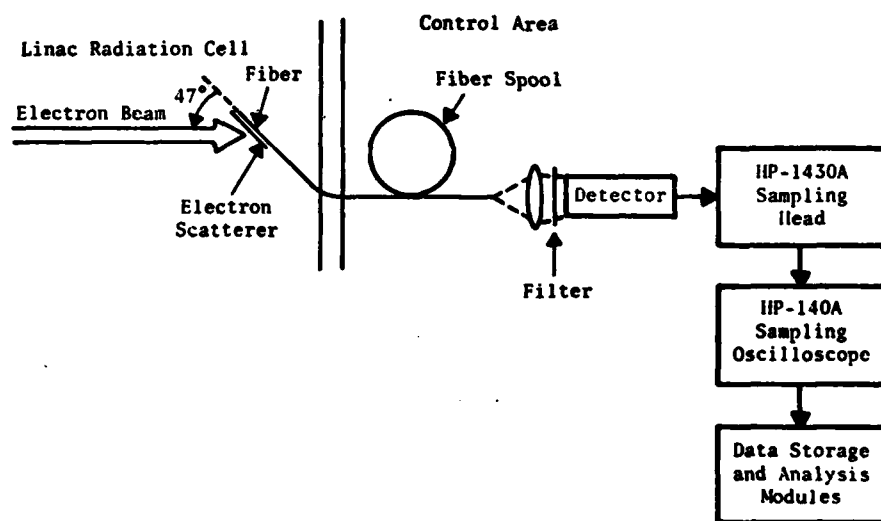 Control Area
Linac Radiation Cell
Fiber
47°
Electron Beam
Electron
Scatterer
Fiber Spool
Detector
Filter
HP-1430A
Sampling
Head
HP-140A
Sampling
Oscilloscope
Data Storage
and Analysis
Modules